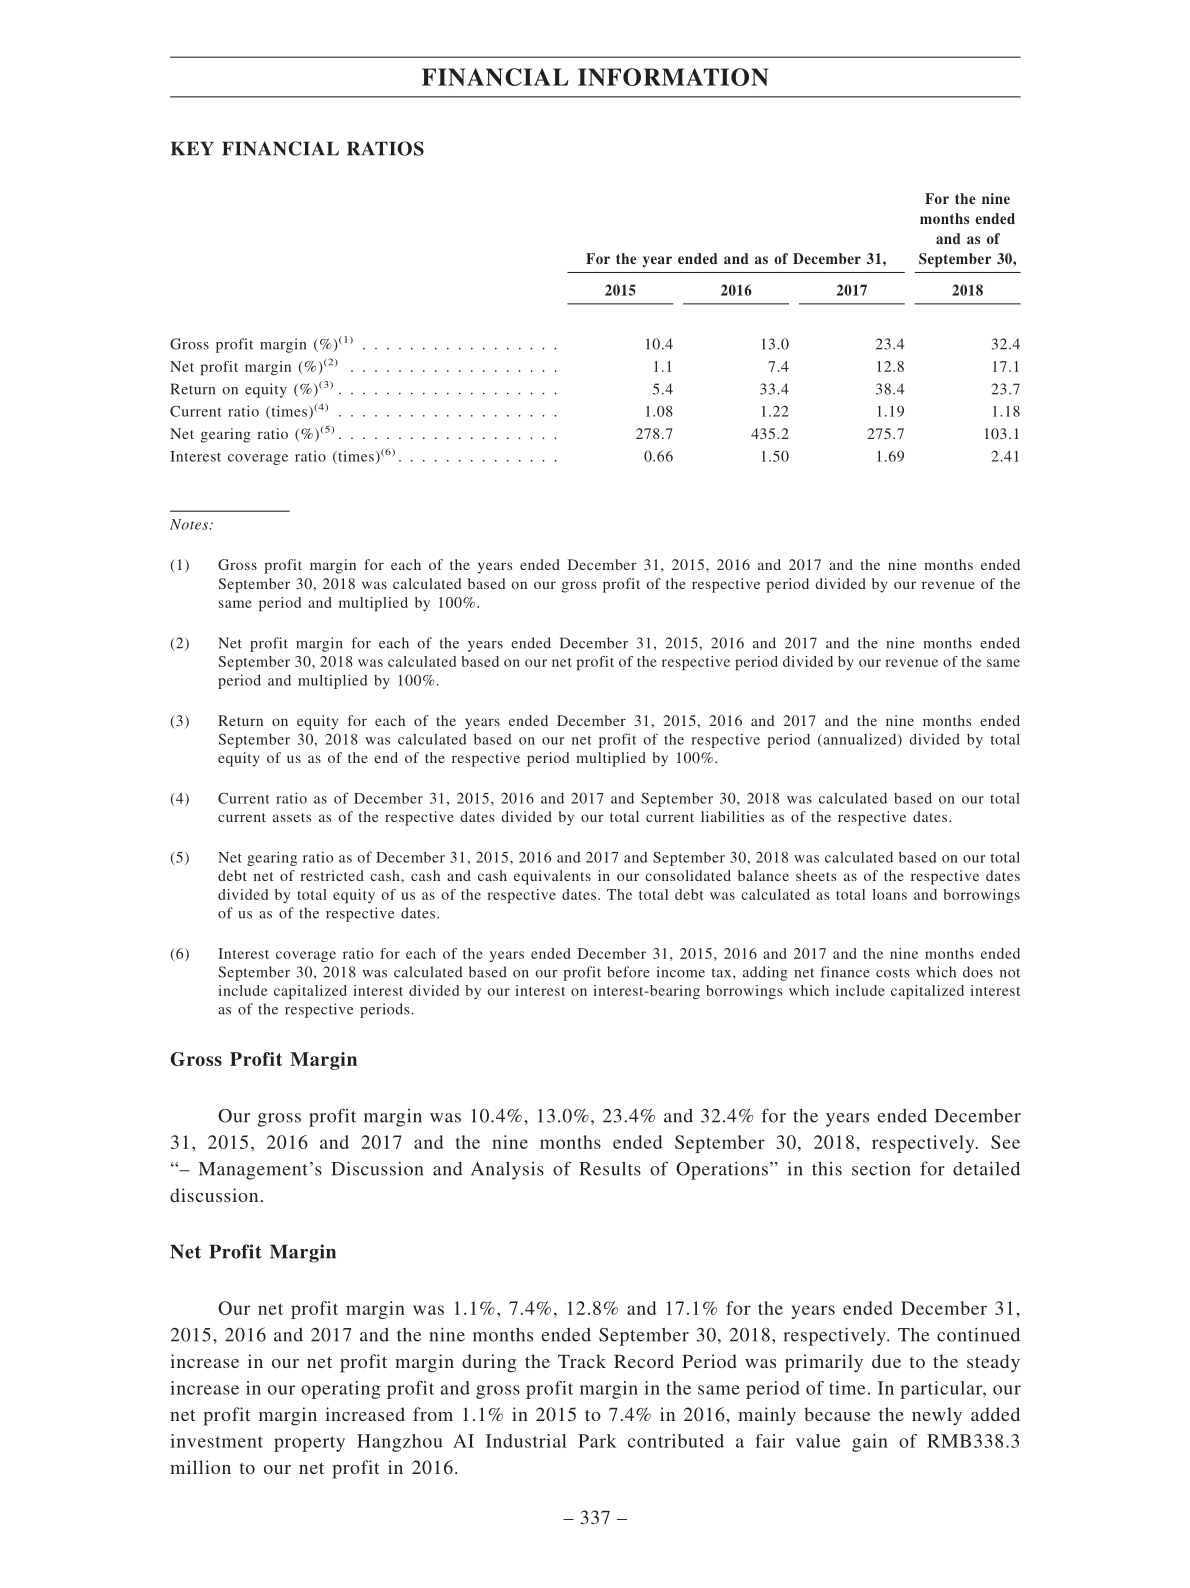 FINANCIAL INFORMATION
KEY FINANCIAL RATIOS
For the nine
months ended
and as of
For the year ended and as of December 31, September 30,
2015 2016 2017 2018
Gross profit margin (%)(1) . . . . . . . . . . . . . . . . . 10.4 13.0 23.4 32.4
Net profit margin (%)(2) . . . . . . . . . . . . . . . . . . 1.1 7.4 12.8 17.1
Return on equity (%)(3) . . . . . . . . . . . . . . . . . . . 5.4 33.4 38.4 23.7
Current ratio (times)(4) . . . . . . . . . . . . . . . . . . . 1.08 1.22 1.19 1.18
Net gearing ratio (%)(5) . . . . . . . . . . . . . . . . . . . 278.7 435.2 275.7 103.1
Interest coverage ratio (times)(6) . . . . . . . . . . . . . . 0.66 1.50 1.69 2.41
Notes:
(1) Gross profit margin for each of the years ended December 31, 2015, 2016 and 2017 and the nine months ended
September 30, 2018 was calculated based on our gross profit of the respective period divided by our revenue of the
same period and multiplied by 100%.
(2) Net profit margin for each of the years ended December 31, 2015, 2016 and 2017 and the nine months ended
September 30, 2018 was calculated based on our net profit of the respective period divided by our revenue of the same
period and multiplied by 100%.
(3) Return on equity for each of the years ended December 31, 2015, 2016 and 2017 and the nine months ended
September 30, 2018 was calculated based on our net profit of the respective period (annualized) divided by total
equity of us as of the end of the respective period multiplied by 100%.
(4) Current ratio as of December 31, 2015, 2016 and 2017 and September 30, 2018 was calculated based on our total
current assets as of the respective dates divided by our total current liabilities as of the respective dates.
(5) Net gearing ratio as of December 31, 2015, 2016 and 2017 and September 30, 2018 was calculated based on our total
debt net of restricted cash, cash and cash equivalents in our consolidated balance sheets as of the respective dates
divided by total equity of us as of the respective dates. The total debt was calculated as total loans and borrowings
of us as of the respective dates.
(6) Interest coverage ratio for each of the years ended December 31, 2015, 2016 and 2017 and the nine months ended
September 30, 2018 was calculated based on our profit before income tax, adding net finance costs which does not
include capitalized interest divided by our interest on interest-bearing borrowings which include capitalized interest
as of the respective periods.
Gross Profit Margin
Our gross profit margin was 10.4%, 13.0%, 23.4% and 32.4% for the years ended December
31, 2015, 2016 and 2017 and the nine months ended September 30, 2018, respectively. See
“– Management’s Discussion and Analysis of Results of Operations” in this section for detailed
discussion.
Net Profit Margin
Our net profit margin was 1.1%, 7.4%, 12.8% and 17.1% for the years ended December 31,
2015, 2016 and 2017 and the nine months ended September 30, 2018, respectively. The continued
increase in our net profit margin during the Track Record Period was primarily due to the steady
increase in our operating profit and gross profit margin in the same period of time. In particular, our
net profit margin increased from 1.1% in 2015 to 7.4% in 2016, mainly because the newly added
investment property Hangzhou AI Industrial Park contributed a fair value gain of RMB338.3
million to our net profit in 2016.
– 337 –